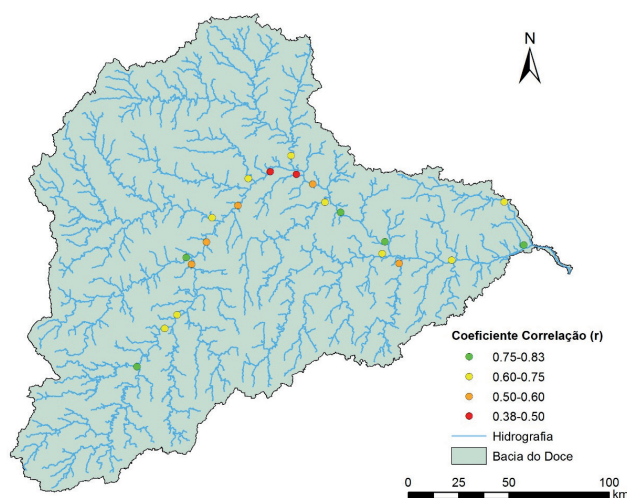 N
Coeficiente Correlação (r)
0.75-0.83
0.60-0.75
0.50-0.60
0.38-0.50
Hidrografia
Bacia do Doce
0 25 50 100
km